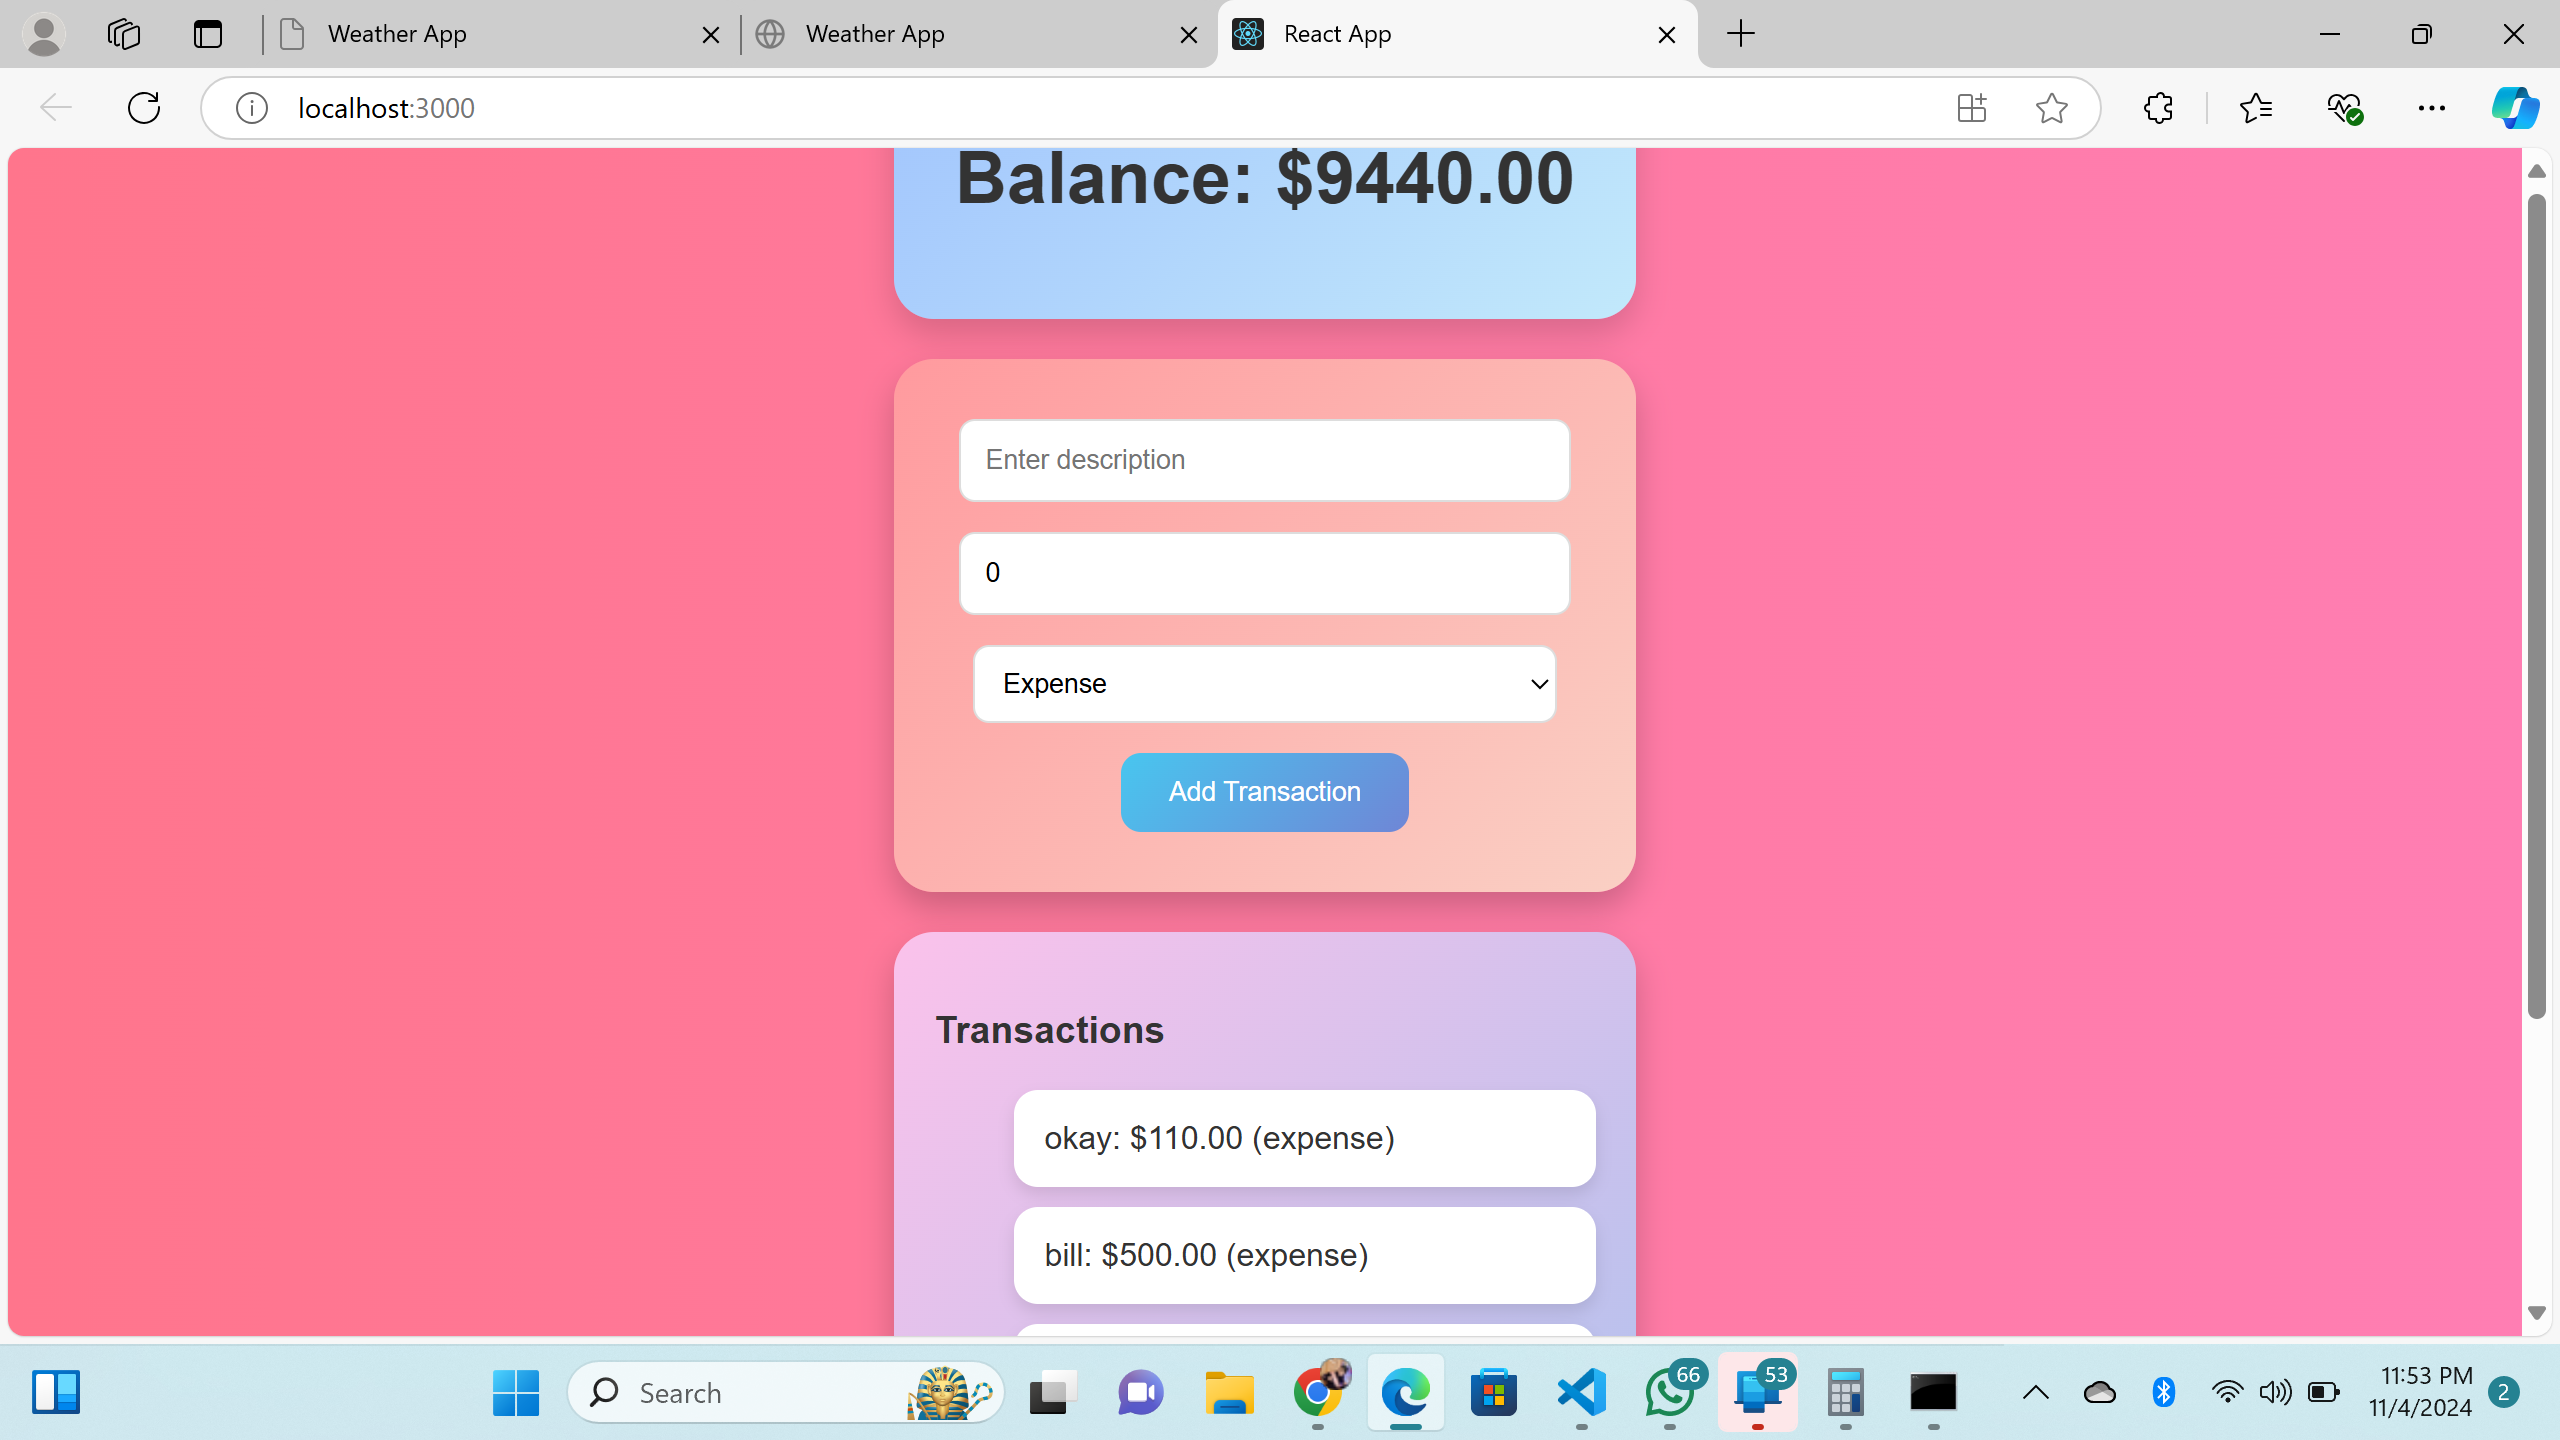 Weather App
Weather App
React App
localhost:3000
Balance: $9440.00
Enter description
0
Expense
Add Transaction
Transactions
okay: $110.00 (expense)
bill: $500.00 (expense)
Search
66
53
11:53 PM
11/4/2024
2